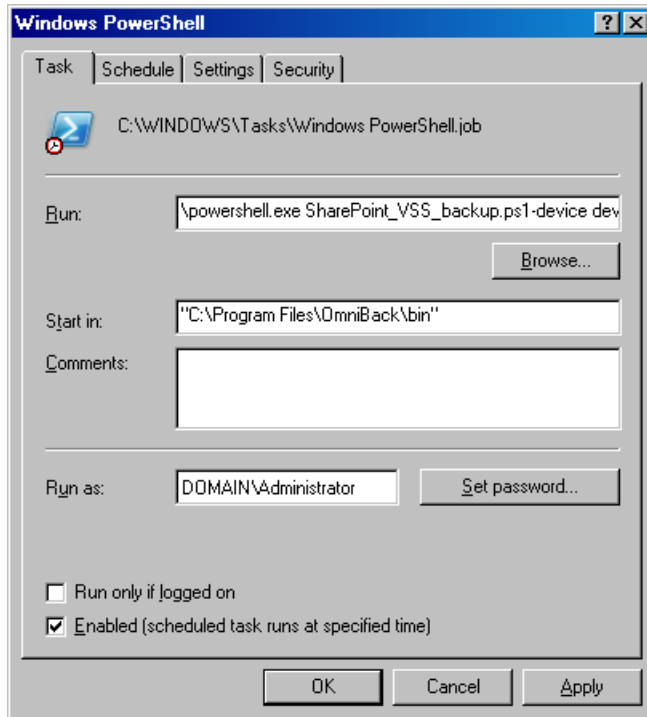 Windows PowerShell
Task Schedule Settings Security
C:\WINDOWS\Tasks\Windows PowerShell.job
Run: \powershell.exe SharePoint_VSS_backup.ps1-device dev
Browse...
Start in: "C:\Program Files\OmniBack\bin"
Comments:
Run as: DOMAIN\Administrator Set password...
Run only if logged on
Enabled (scheduled task runs at specified time)
OK Cancel Apply